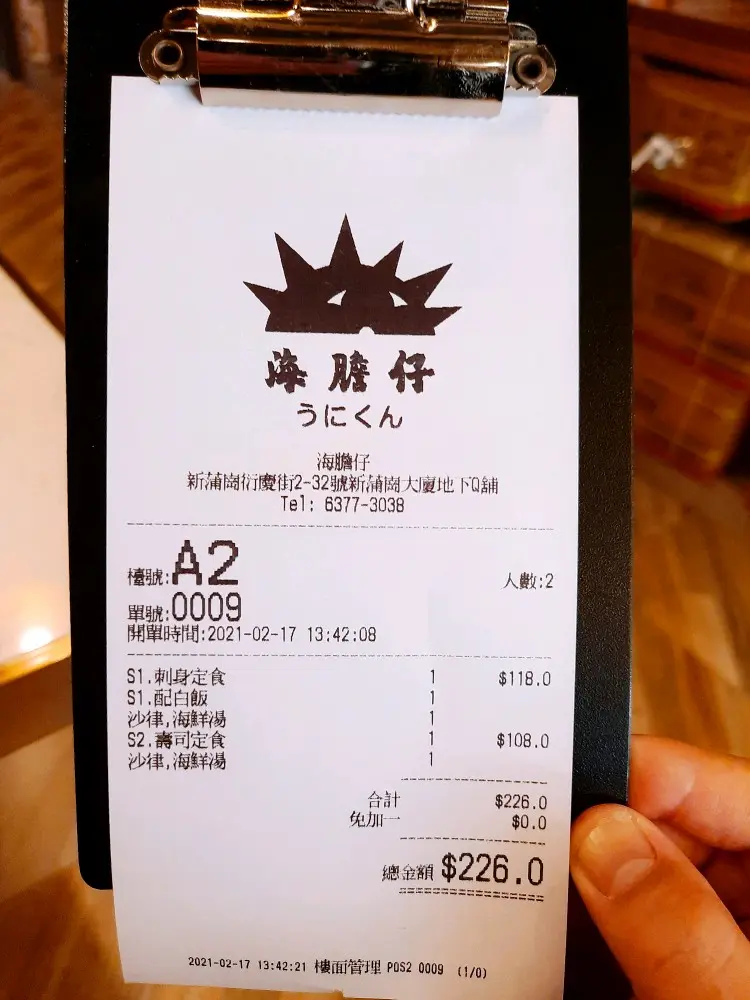 海膽仔
うにくん
海膽仔
新蒲崗衍慶街2-32號新蒲崗大廈地下Q舖
Tel: 6377-3038
檯號:A2 人數:2
單號:0009
開單時間:2021-02-17 13:42:08
S1.刺身定食 1 $118.0
S1.配白飯 1
沙律,海鮮湯 1
S2.壽司定食 1 $108.0
沙律,海鮮湯 1
合計 $226.0
免加一 $0.0
總金額 $226.0
2021-02-17 13:42:21 樓面管理 POS2 0009 (1/0)